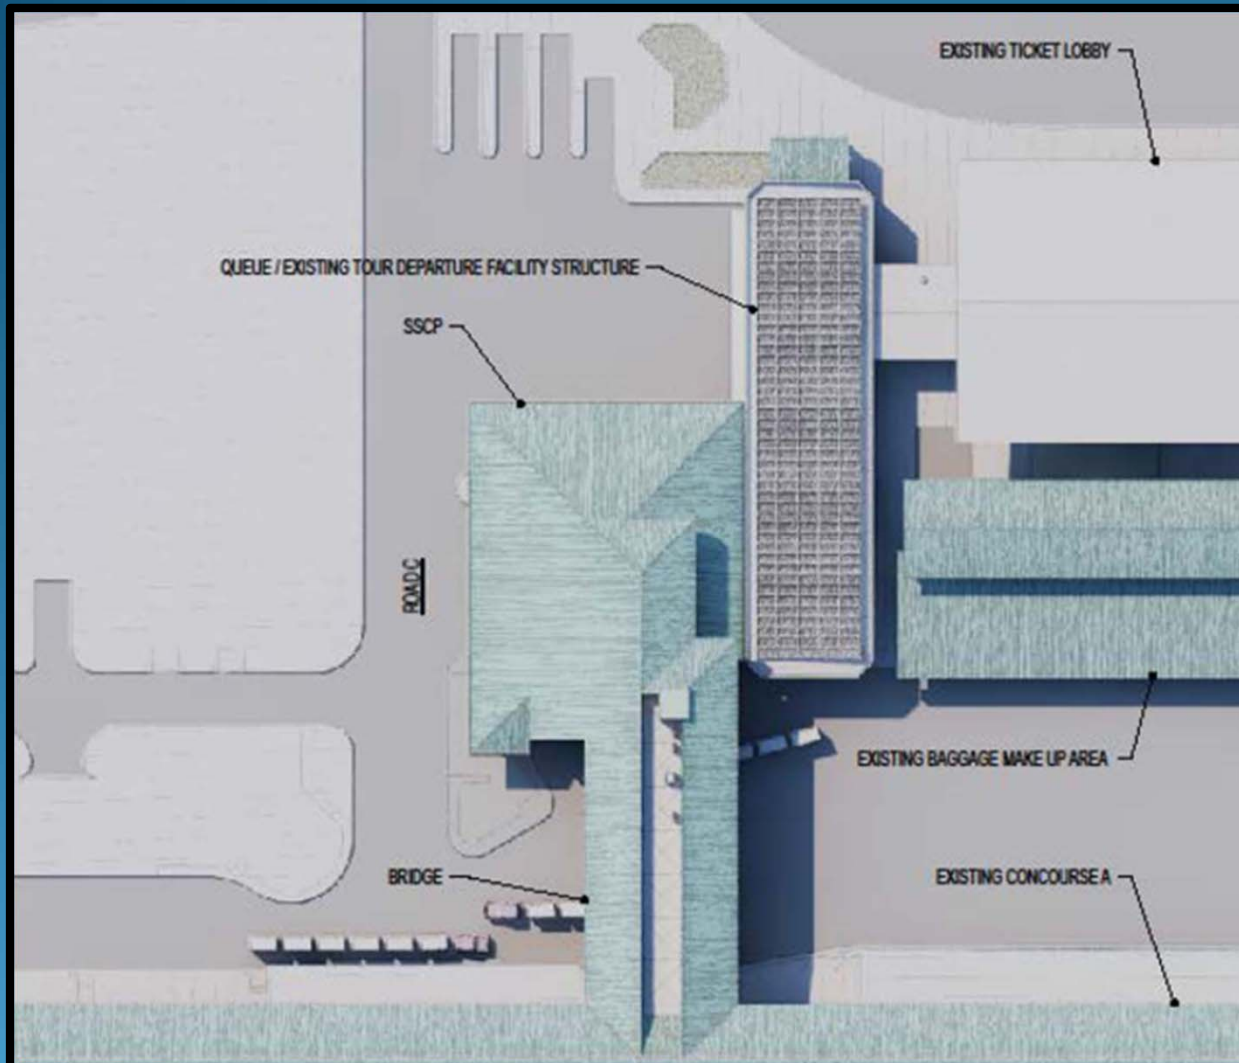 EXISTING TICKET LOBBY
QUEUE / EXISTING TOUR DEPARTURE FACILITY STRUCTURE
SSCP
ROAD C
EXISTING BAGGAGE MAKE UP AREA
BRIDGE
EXISTING CONCOURSE A